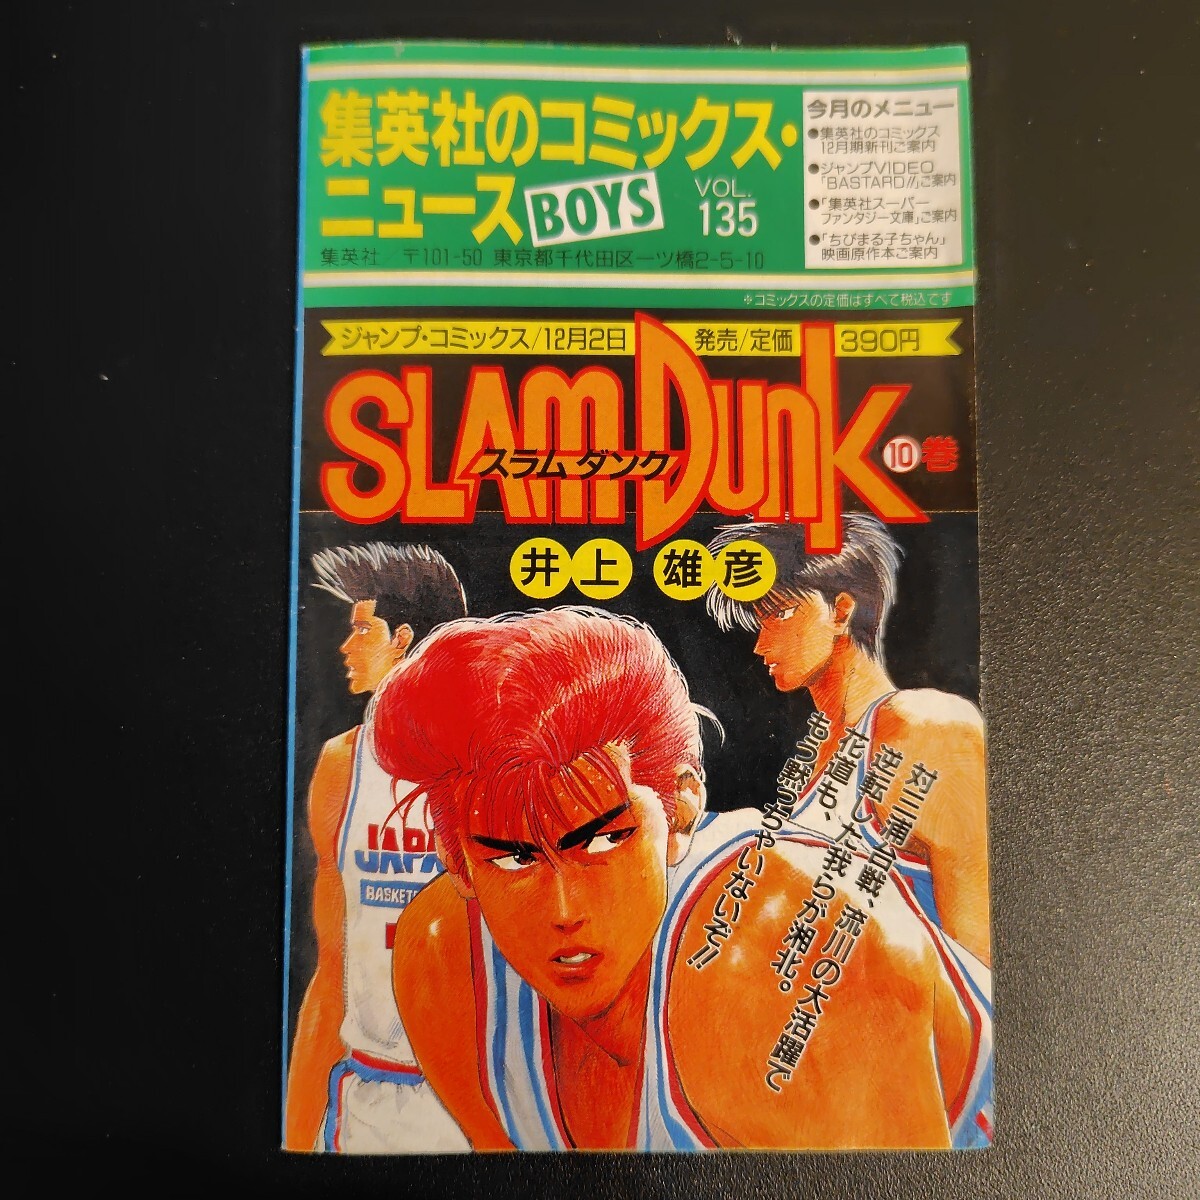 集英社のコミックス・
ニュース BOYS VOL. 135
集英社/〒101-50 東京都千代田区一ツ橋2-5-10
今月のメニュー
●集英社のコミックス
12月期新刊ご案内
●ジャンプVIDEO
「BASTARD!!」ご案内
●「集英社スーパー
ファンタジー文庫」ご案内
●「ちびまる子ちゃん」
映画原作本ご案内
※コミックスの定価はすべて税込です
ジャンプ・コミックス/12月2日 発売/定価 390円
SLAM DUNK
スラムダンク
⑩巻
井上雄彦
対三浦台戦、流川の大活躍で
逆転した我らが湘北。
花道も、
もう黙っちゃいないぞ!!
JAPA
BASKETB